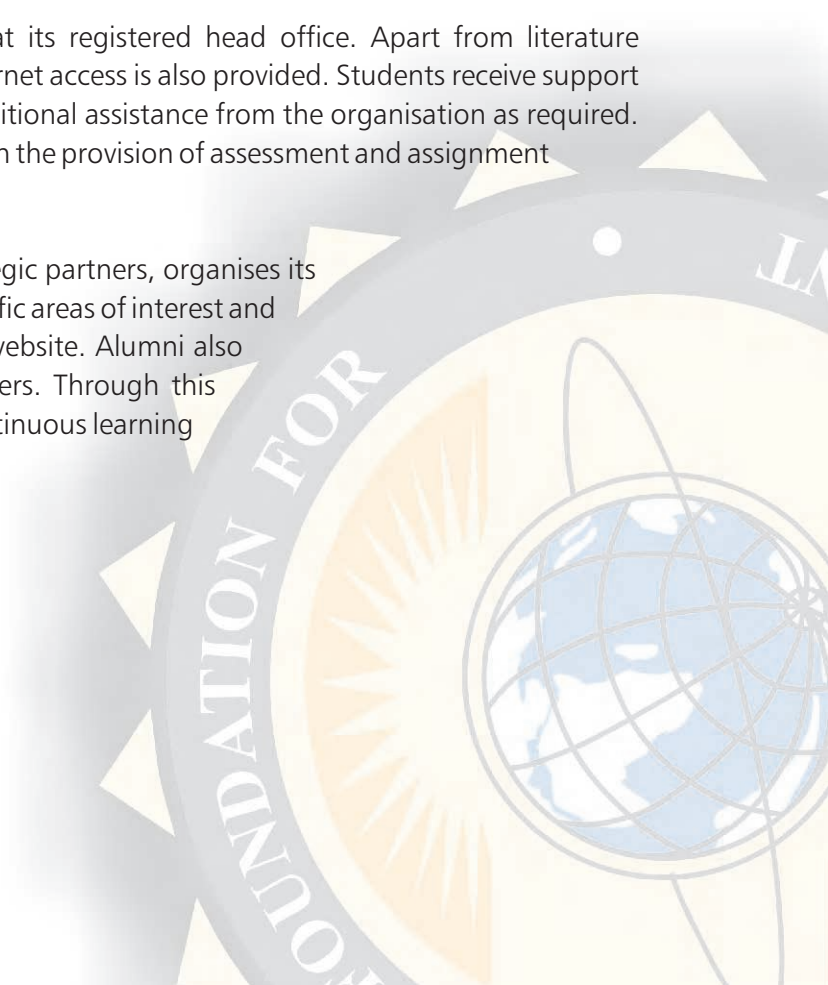 at its registered head office. Apart from literature
rnet access is also provided. Students receive support
itional assistance from the organisation as required.
n the provision of assessment and assignment
egic partners, organises its
fic areas of interest and
website. Alumni also
ers. Through this
tinuous learning
FOUNDATION FOR